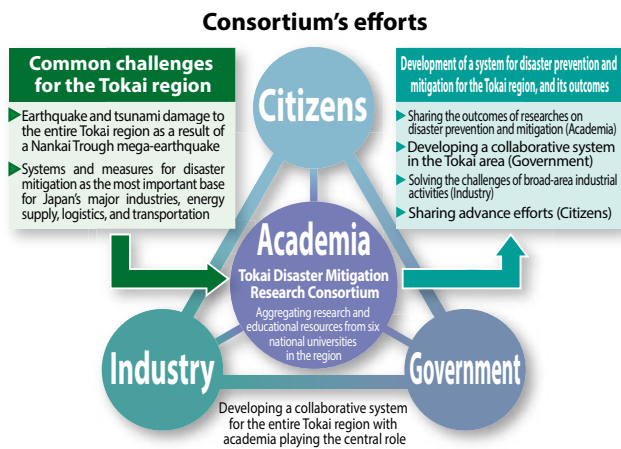 Consortium's efforts
Common challenges
for the Tokai region
Earthquake and tsunami damage to
the entire Tokai region as a result of
a Nankai Trough mega-earthquake
Systems and measures for disaster
mitigation as the most important base
for Japan's major industries, energy
supply, logistics, and transportation
Citizens
Development of a system for disaster prevention and
mitigation for the Tokai region, and its outcomes
Sharing the outcomes of researches on
disaster prevention and mitigation (Academia)
Developing a collaborative system
in the Tokai area (Government)
Solving the challenges of broad-area industrial
activities (Industry)
Sharing advance efforts (Citizens)
Academia
Tokai Disaster Mitigation
Research Consortium
Aggregating research and
educational resources from six
national universities
in the region
Industry
Government
Developing a collaborative system
for the entire Tokai region with
academia playing the central role